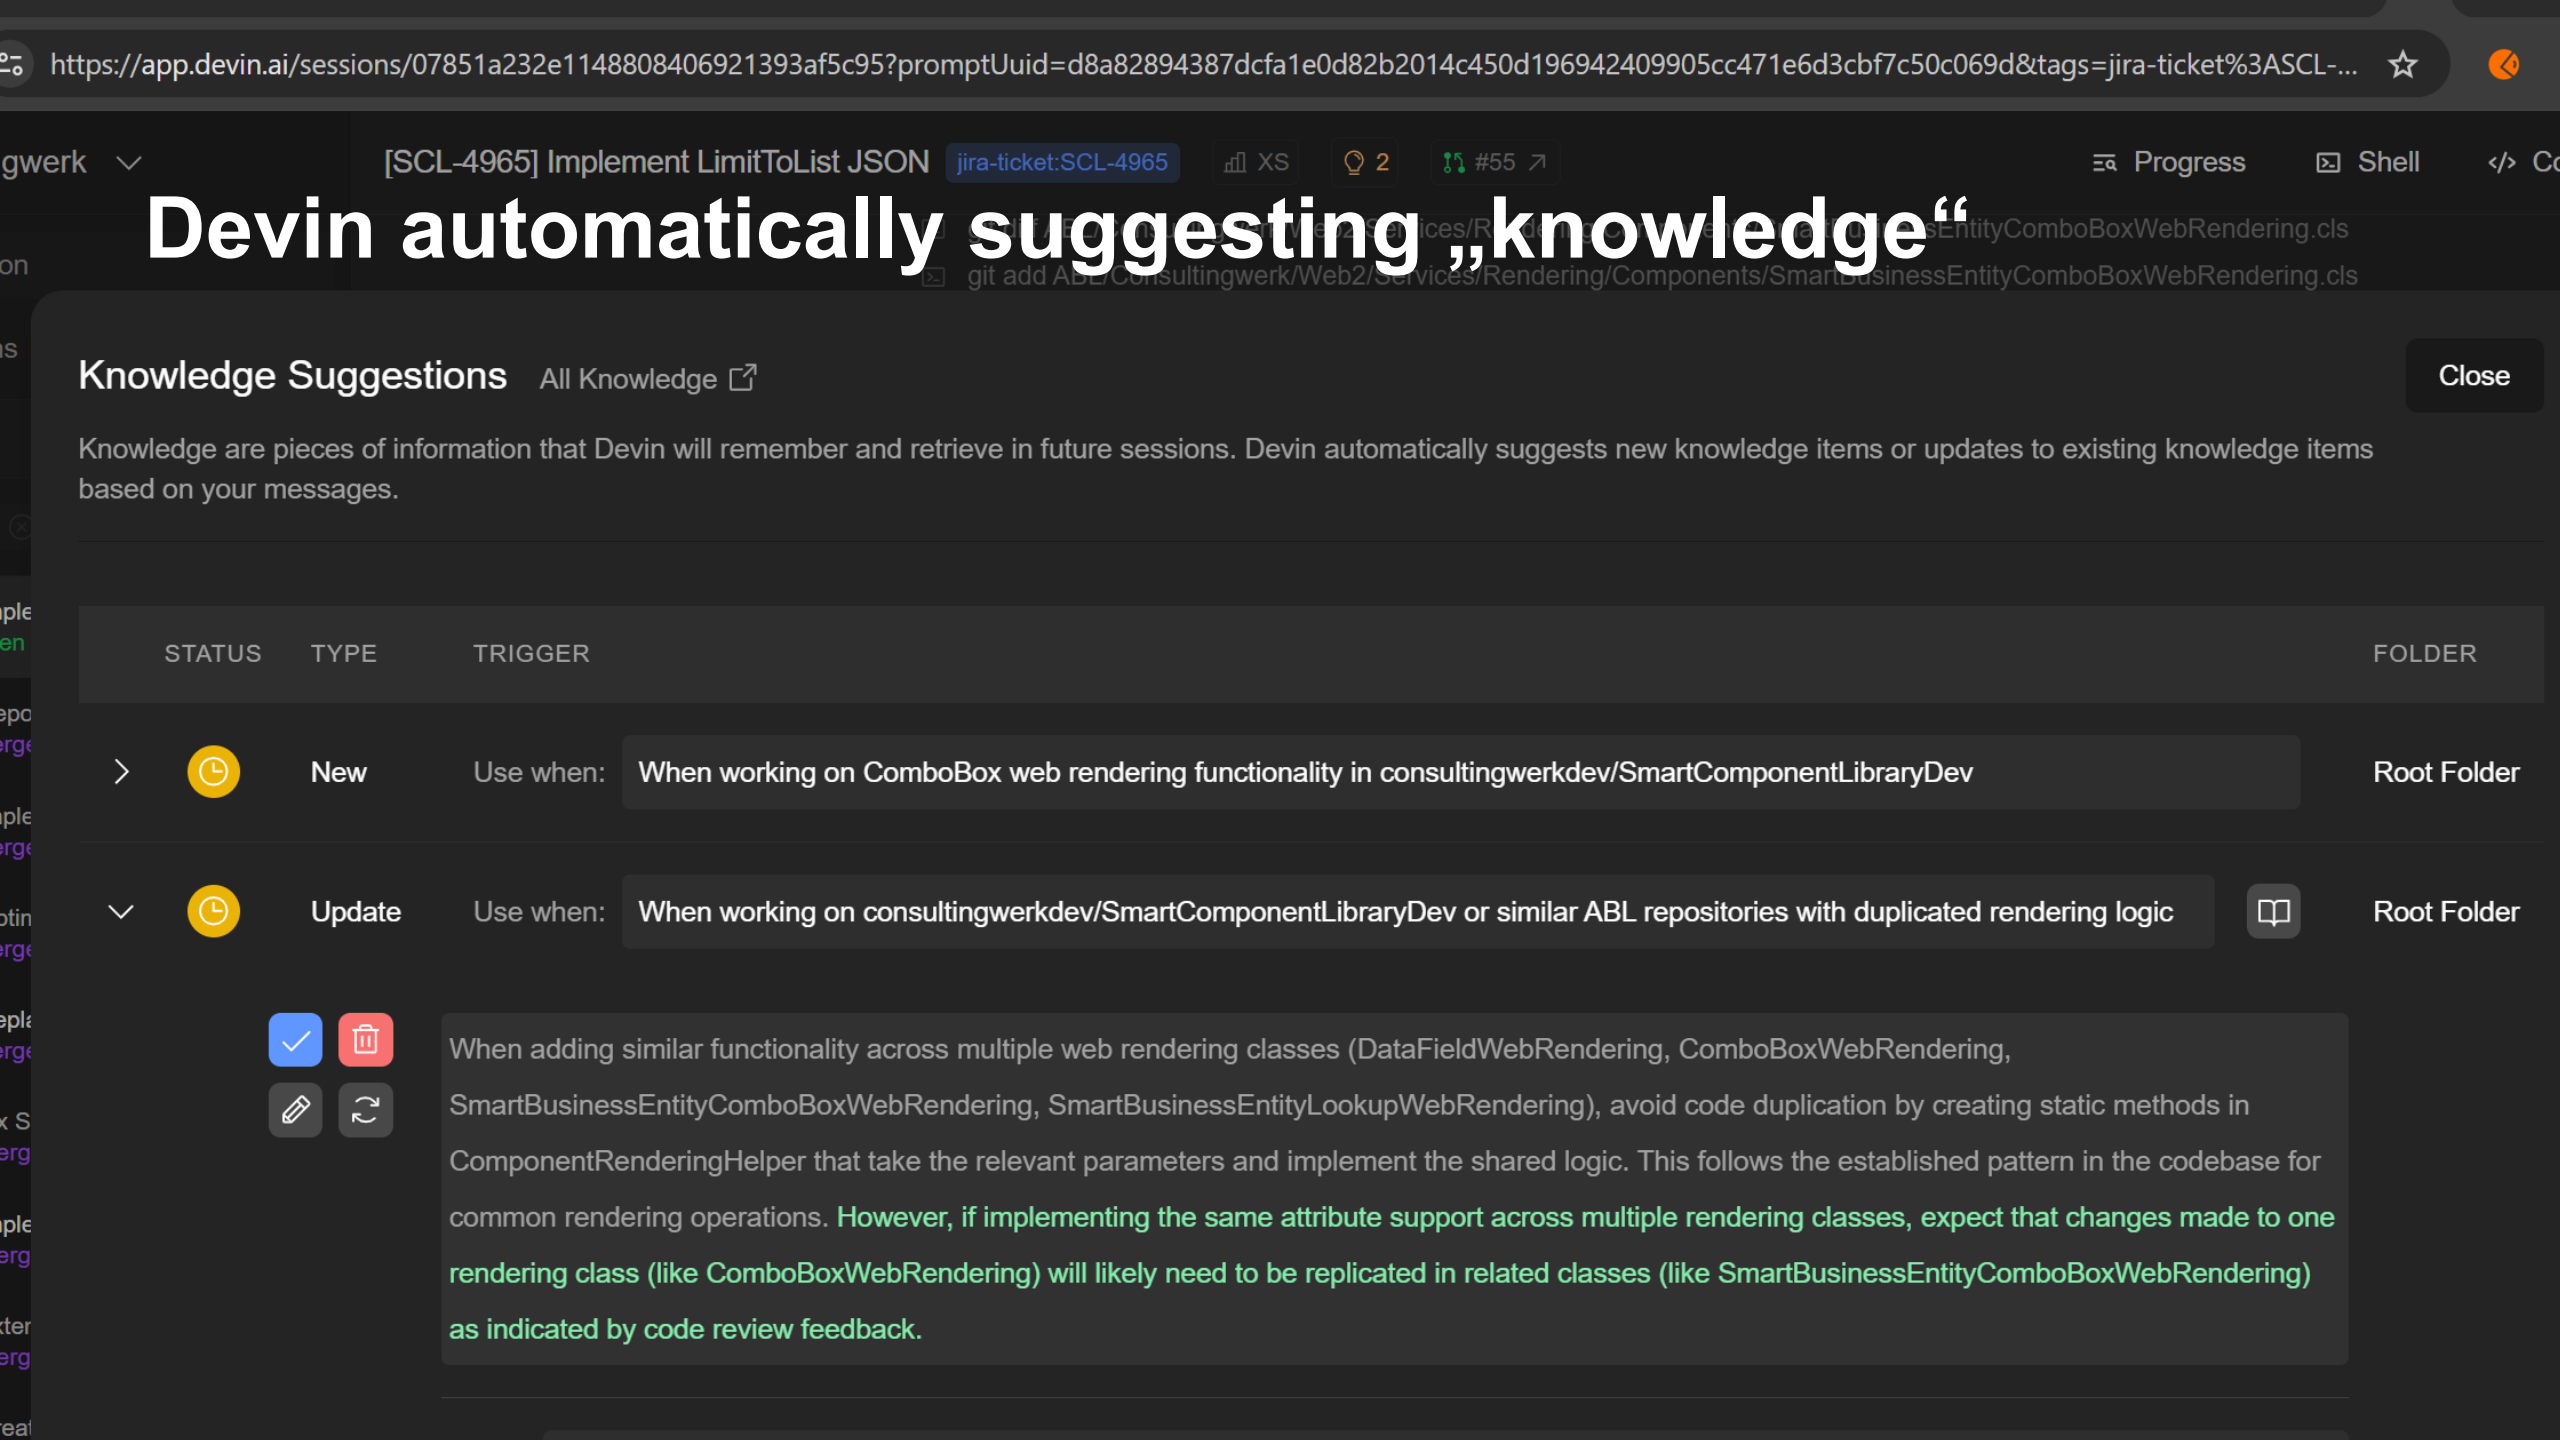 https://app.devin.ai/sessions/07851a232e1148808406921393af5c95?promptUuid=d8a82894387dcfa1e0d82b2014c450d196942409905cc471e6d3cbf7c50c069d&tags=jira-ticket%3ASCL-...
gwerk
[SCL-4965] Implement LimitToList JSON
jira-ticket:SCL-4965
XS
2
#55
Progress
Shell
Devin automatically suggesting „knowledge“
EntityComboBoxWebRendering.cls
git add ABL/Consultingwerk/Web2/Services/Rendering/Components/SmartBusinessEntityComboBoxWebRendering.cls
Knowledge Suggestions
All Knowledge
Close
Knowledge are pieces of information that Devin will remember and retrieve in future sessions. Devin automatically suggests new knowledge items or updates to existing knowledge items
based on your messages.
STATUS TYPE TRIGGER FOLDER
New Use when: When working on ComboBox web rendering functionality in consultingwerkdev/SmartComponentLibraryDev Root Folder
Update Use when: When working on consultingwerkdev/SmartComponentLibraryDev or similar ABL repositories with duplicated rendering logic Root Folder
When adding similar functionality across multiple web rendering classes (DataFieldWebRendering, ComboBoxWebRendering,
SmartBusinessEntityComboBoxWebRendering, SmartBusinessEntityLookupWebRendering), avoid code duplication by creating static methods in
ComponentRenderingHelper that take the relevant parameters and implement the shared logic. This follows the established pattern in the codebase for
common rendering operations. However, if implementing the same attribute support across multiple rendering classes, expect that changes made to one
rendering class (like ComboBoxWebRendering) will likely need to be replicated in related classes (like SmartBusinessEntityComboBoxWebRendering)
as indicated by code review feedback.